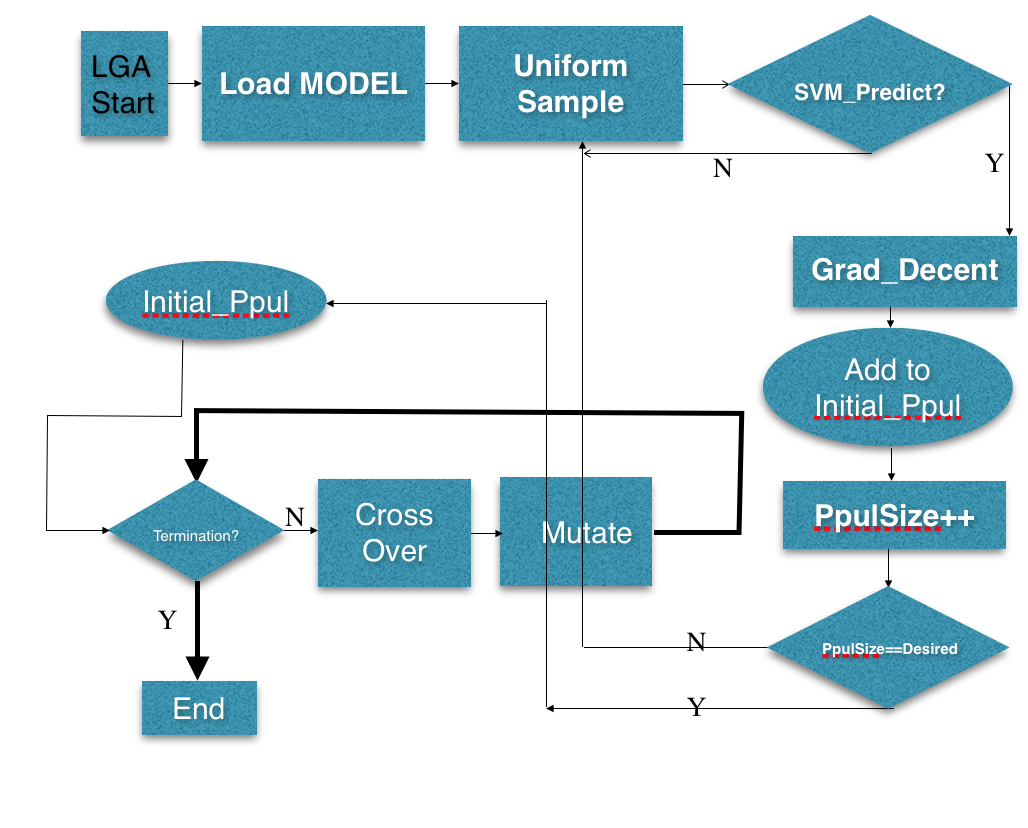 LGA
Start
Load MODEL
Uniform
Sample
SVM_Predict?
N
Y
Grad_Decent
Initial_Ppul
Add to
Initial_Ppul
Termination?
N
Cross
Over
Mutate
PpulSize++
Y
N
PpulSize==Desired
End
Y